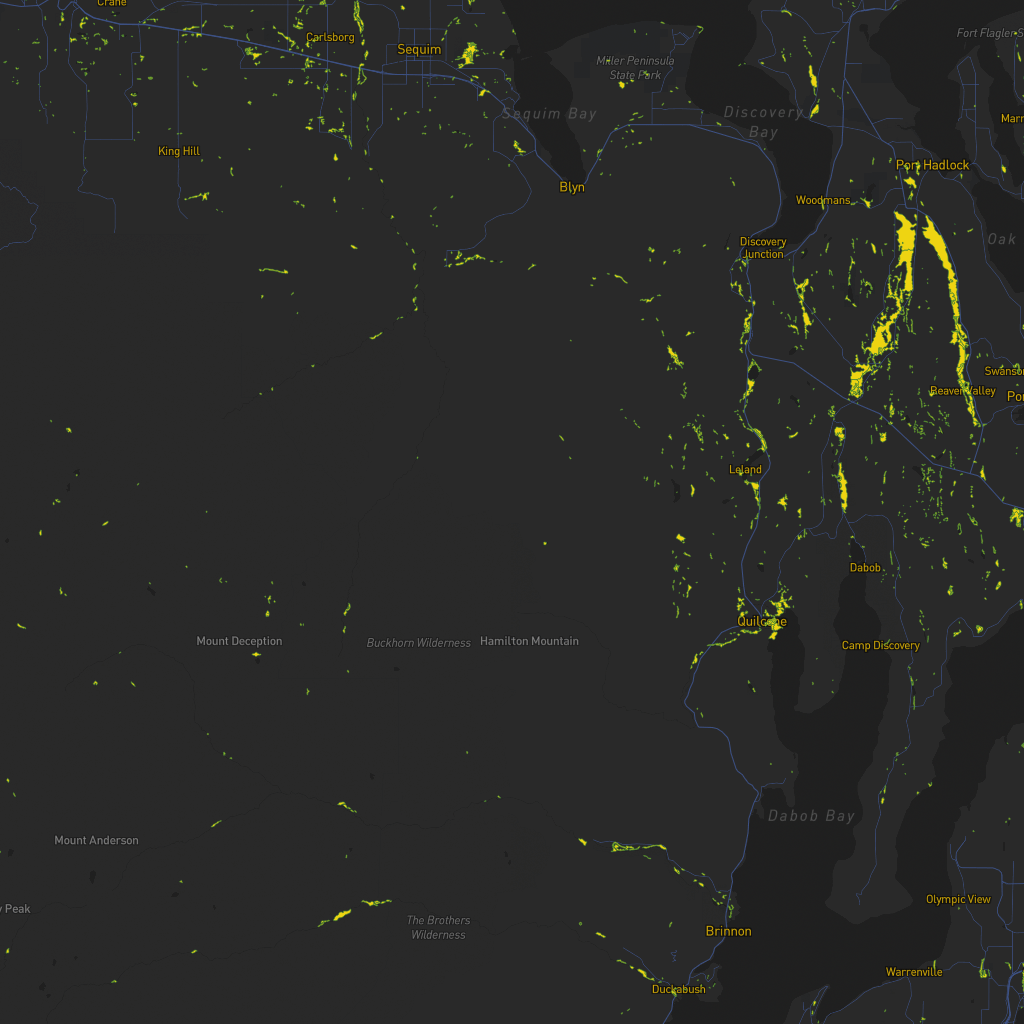 Crane
Carlsborg
Sequim
Fort Flagler S
Miller Peninsula
State Park
Sequim Bay
Discovery
Bay
Marr
King Hill
Port Hadlock
Blyn
Woodmans
Oak
Discovery
Junction
Swanso
Beaver Valley
Po
Leland
Dabob
Quilcene
Mount Deception
Buckhorn Wilderness
Hamilton Mountain
Camp Discovery
Dabob Bay
Mount Anderson
Olympic View
y Peak
The Brothers
Wilderness
Brinnon
Warrenville
Duckabush